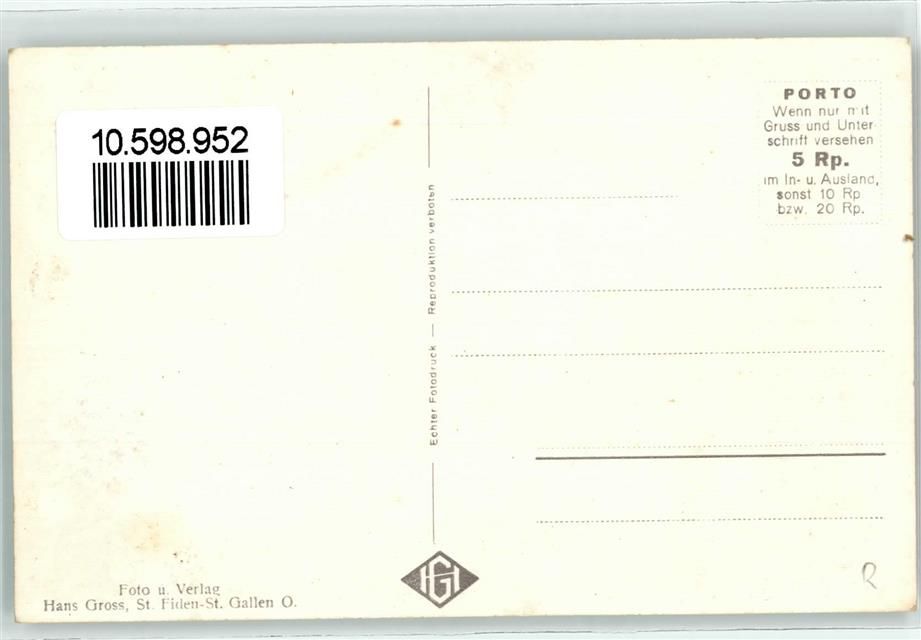 10.598.952
PORTO
Wenn nur mit
Gruss und Unter-
schrift versehen
5 Rp.
im In- u. Ausland,
sonst 10 Rp.
bzw. 20 Rp.
Echter Fotodruck — Reproduktion verboten
HGI
Foto u. Verlag
Hans Gross, St. Fiden-St. Gallen O.
R